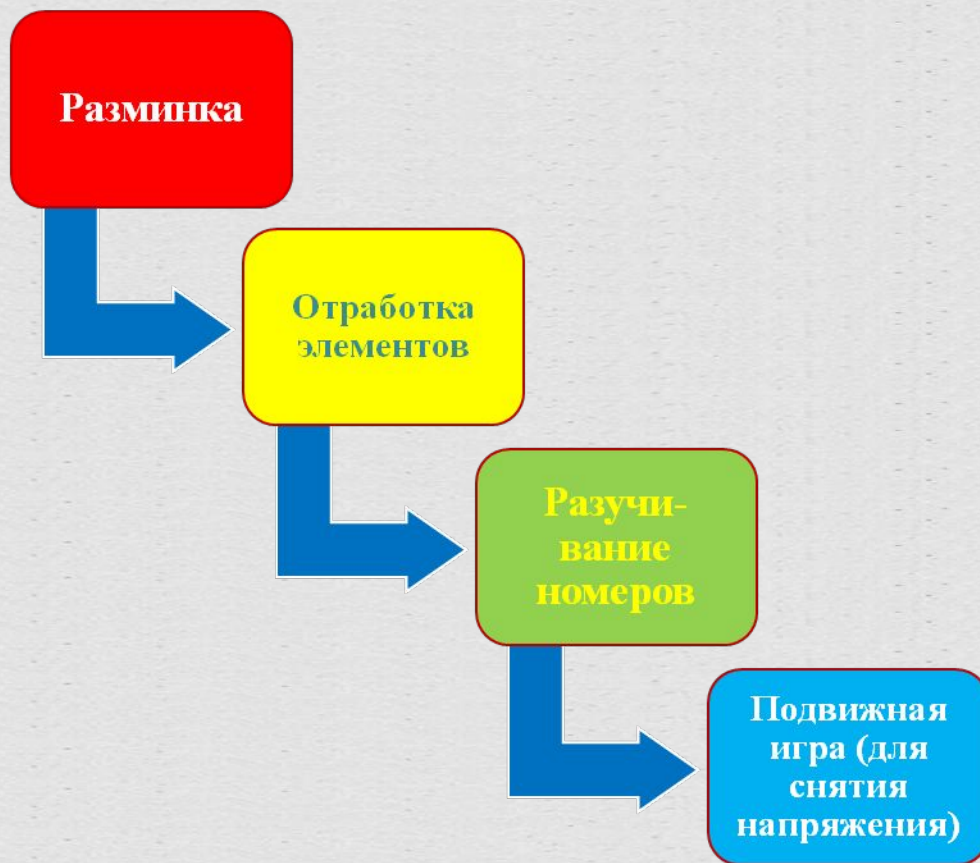 Разминка
Отработка
элементов
Разучи-
вание
номеров
Подвижная
игра (для
снятия
напряжения)